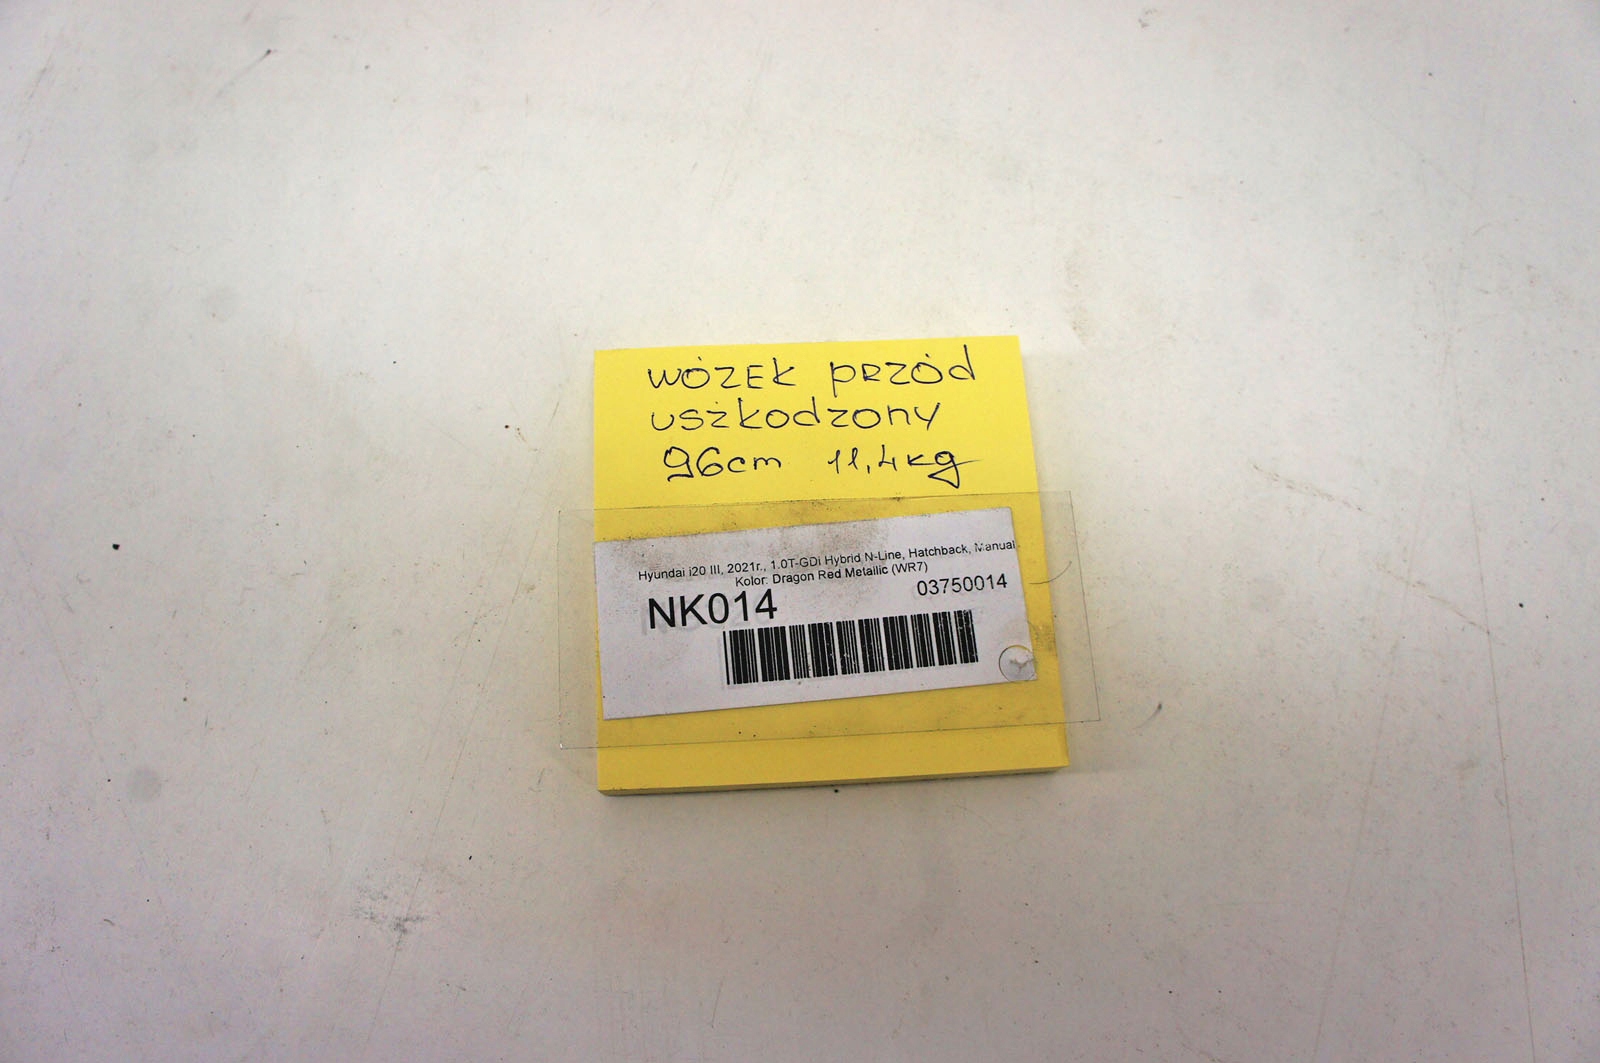 WÓZEK PRZÓd
USZkodzony
96cm 11,4kg
Hyundai i20 III, 2021r., 1.0T-GDi Hybrid N-Line, Hatchback, Manual
Kolor: Dragon Red Metallic (WR7)
NK014 03750014